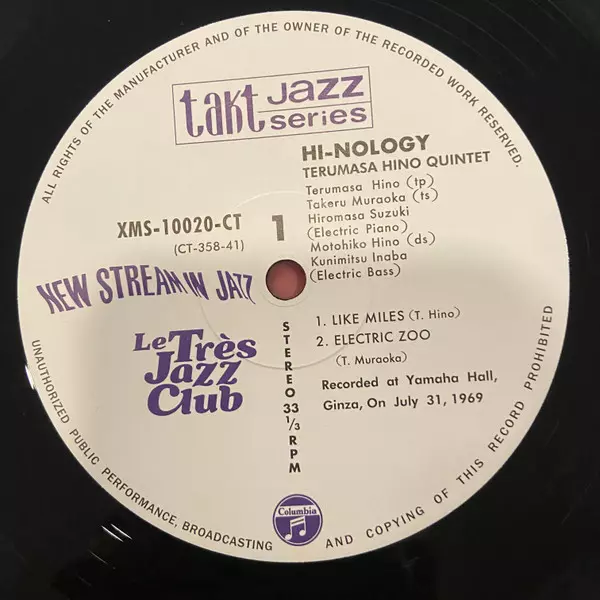 ALL RIGHTS OF THE MANUFACTURER AND OF THE OWNER OF THE RECORDED WORK RESERVED.
takt JAZZ
series
HI-NOLOGY
TERUMASA HINO QUINTET
Terumasa Hino (tp)
Takeru Muraoka (ts)
Hiromasa Suzuki
(Electric Piano)
Motohiko Hino (ds)
Kunimitsu Inaba
(Electric Bass)
XMS-10020-CT
(CT-358-41)
1
NEW STREAM IN JAZZ
Le Très
Jazz
Club
STEREO 33 1/3 RPM
1. LIKE MILES (T. Hino)
2. ELECTRIC ZOO
(T. Muraoka)
Recorded at Yamaha Hall,
Ginza, On July 31, 1969
Columbia
UNAUTHORIZED PUBLIC PERFORMANCE, BROADCASTING AND COPYING OF THIS RECORD PROHIBITED